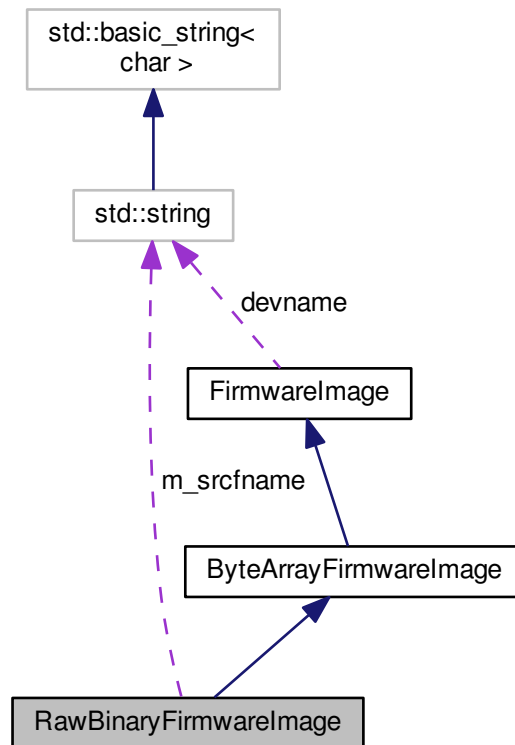 std::basic_string<
char >
std::string
devname
FirmwareImage
m_srcfname
ByteArrayFirmwareImage
RawBinaryFirmwareImage